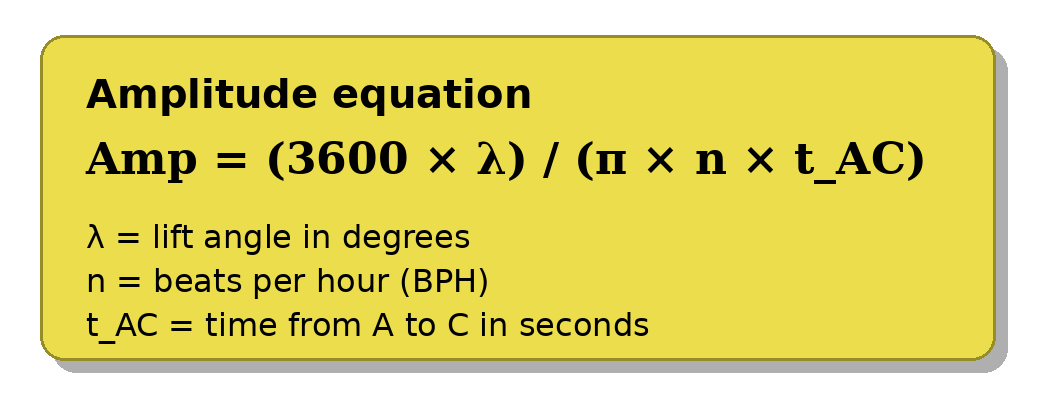 Amplitude equation
Amp = (3600 × λ) / (π × n × t_AC)
λ = lift angle in degrees
n = beats per hour (BPH)
t_AC = time from A to C in seconds